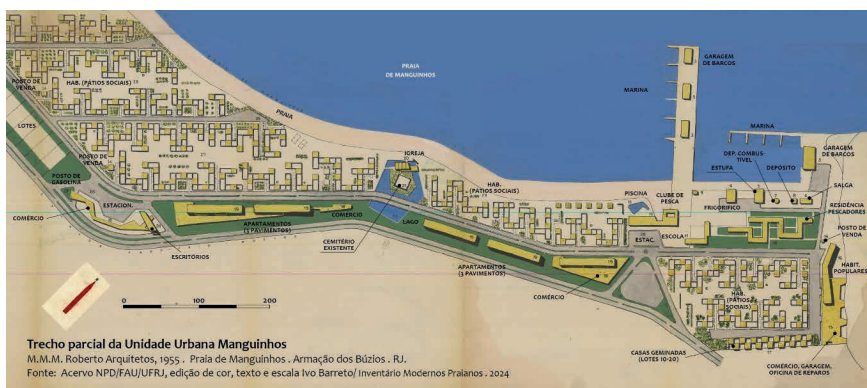 PRAIA
DE MANGUINHOS
POSTO DE
VENDA
HAB. (PÁTIOS SOCIAIS)
LOTES
PRAIA
POSTO DE
VENDA
POSTO DE
GASOLINA
COMÉRCIO
ESTACION.
ESCRITÓRIOS
APARTAMENTOS
(3 PAVIMENTOS)
COMÉRCIO
IGREJA
CEMITÉRIO
EXISTENTE
LAGO
HAB.
(PÁTIOS SOCIAIS)
APARTAMENTOS
(3 PAVIMENTOS)
COMÉRCIO
PISCINA
CLUBE DE
PESCA
ESTAC.
ESCOLA
MARINA
GARAGEM
DE BARCOS
MARINA
GARAGEM
DE BARCOS
DEP. COMBUS-
TÍVEL
DEPÓSITO
ESTUFA
SALGA
FRIGORÍFICO
RESIDÊNCIA
PESCADORES
POSTO DE
VENDA
HABIT.
POPULARES
HAB.
(PÁTIOS
SOCIAIS)
CASAS GEMINADAS
(LOTES 10-20)
COMÉRCIO, GARAGEM,
OFICINA DE REPAROS
0 100 200
Trecho parcial da Unidade Urbana Manguinhos
M.M.M. Roberto Arquitetos, 1955 . Praia de Manguinhos . Armação dos Búzios . RJ.
Fonte: Acervo NPD/FAU/UFRJ, edição de cor, texto e escala Ivo Barreto/ Inventário Modernos Praianos . 2024